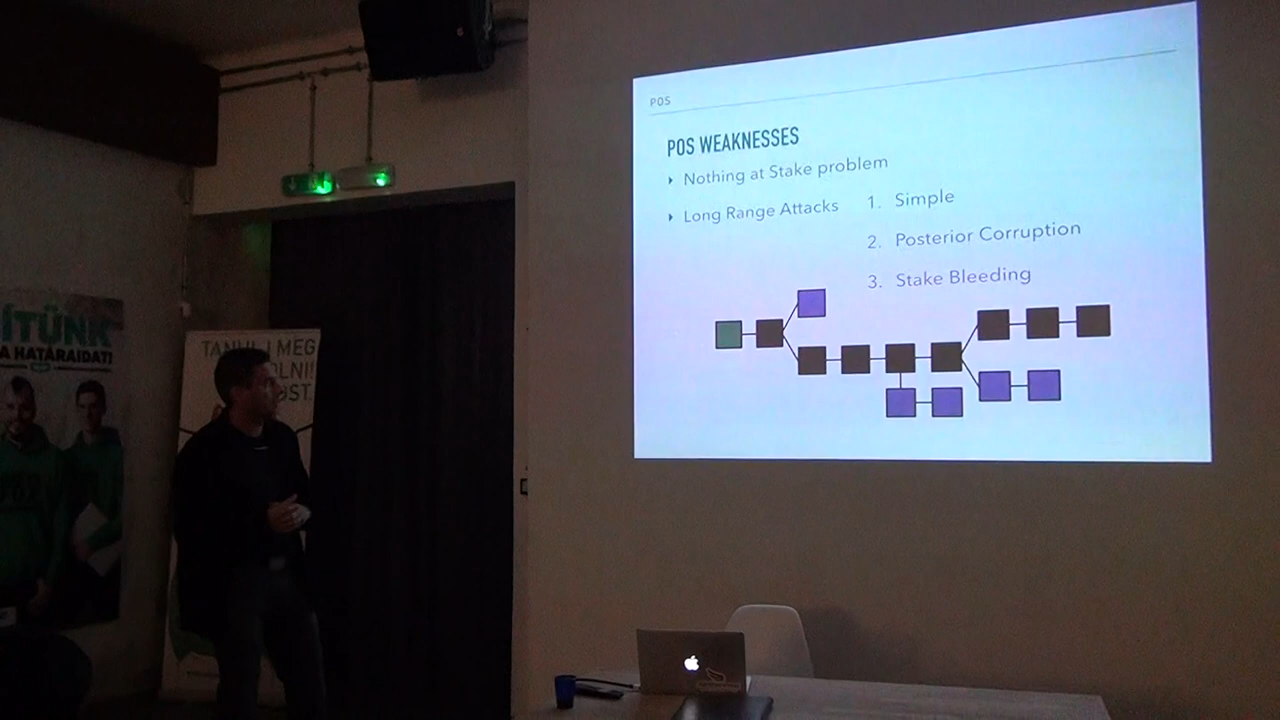 POS
POS WEAKNESSES
Nothing at Stake problem
Long Range Attacks
1. Simple
2. Posterior Corruption
3. Stake Bleeding
ÍTÜNK
A HATÁRAIDAT!
MEG